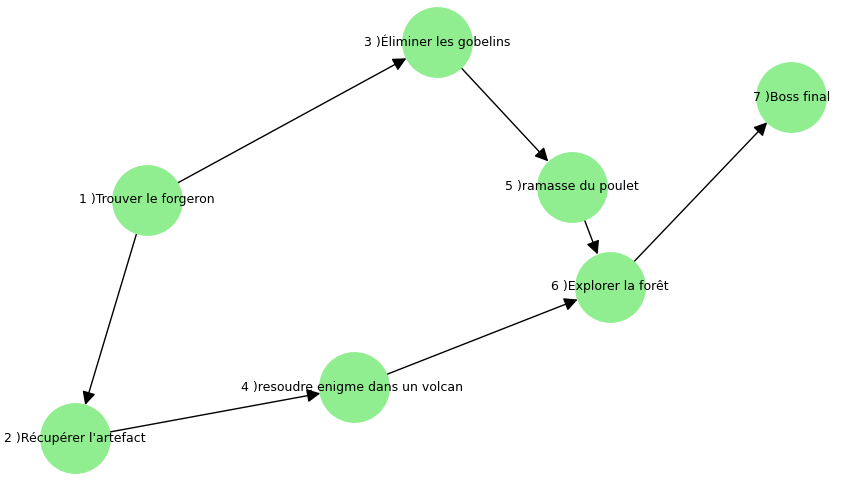 3 )Éliminer les gobelins
7 )Boss final
5 )ramasse du poulet
1 )Trouver le forgeron
6 )Explorer la forêt
4 )resoudre enigme dans un volcan
2 )Récupérer l'artefact